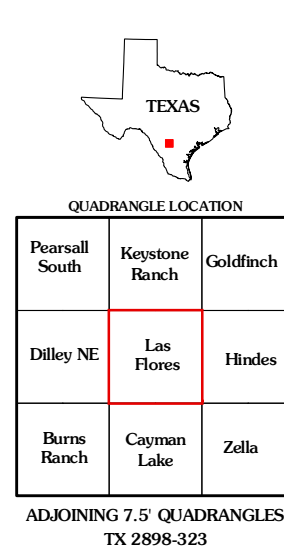 TEXAS
QUADRANGLE LOCATION
Pearsall
South
Keystone
Ranch
Goldfinch
Dilley NE
Las
Flores
Hindes
Burns
Ranch
Cayman
Lake
Zella
ADJOINING 7.5' QUADRANGLES
TX 2898-323